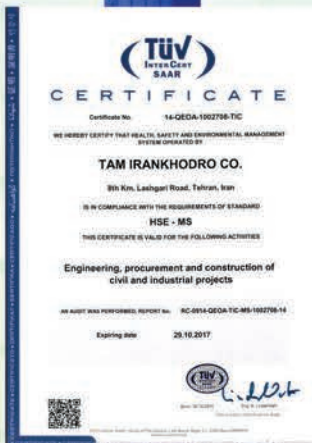 TÜV
INTERCERT
SAAR
CERTIFICATE
Certificate No. 14-QEOA-1002708-TIC
WE HEREBY CERTIFY THAT HEALTH, SAFETY AND ENVIRONMENTAL MANAGEMENT
SYSTEM OPERATED BY
TAM IRANKHODRO CO.
8th Km. Lashgari Road, Tehran, Iran
IS IN COMPLIANCE WITH THE REQUIREMENTS OF STANDARD
HSE - MS
THIS CERTIFICATE IS VALID FOR THE FOLLOWING ACTIVITIES
Engineering, procurement and construction of
civil and industrial projects
AN AUDIT WAS PERFORMED, REPORT No. RC-0914-QEOA-TIC-MS-1002708-14
Expiring date 29.10.2017
TÜV